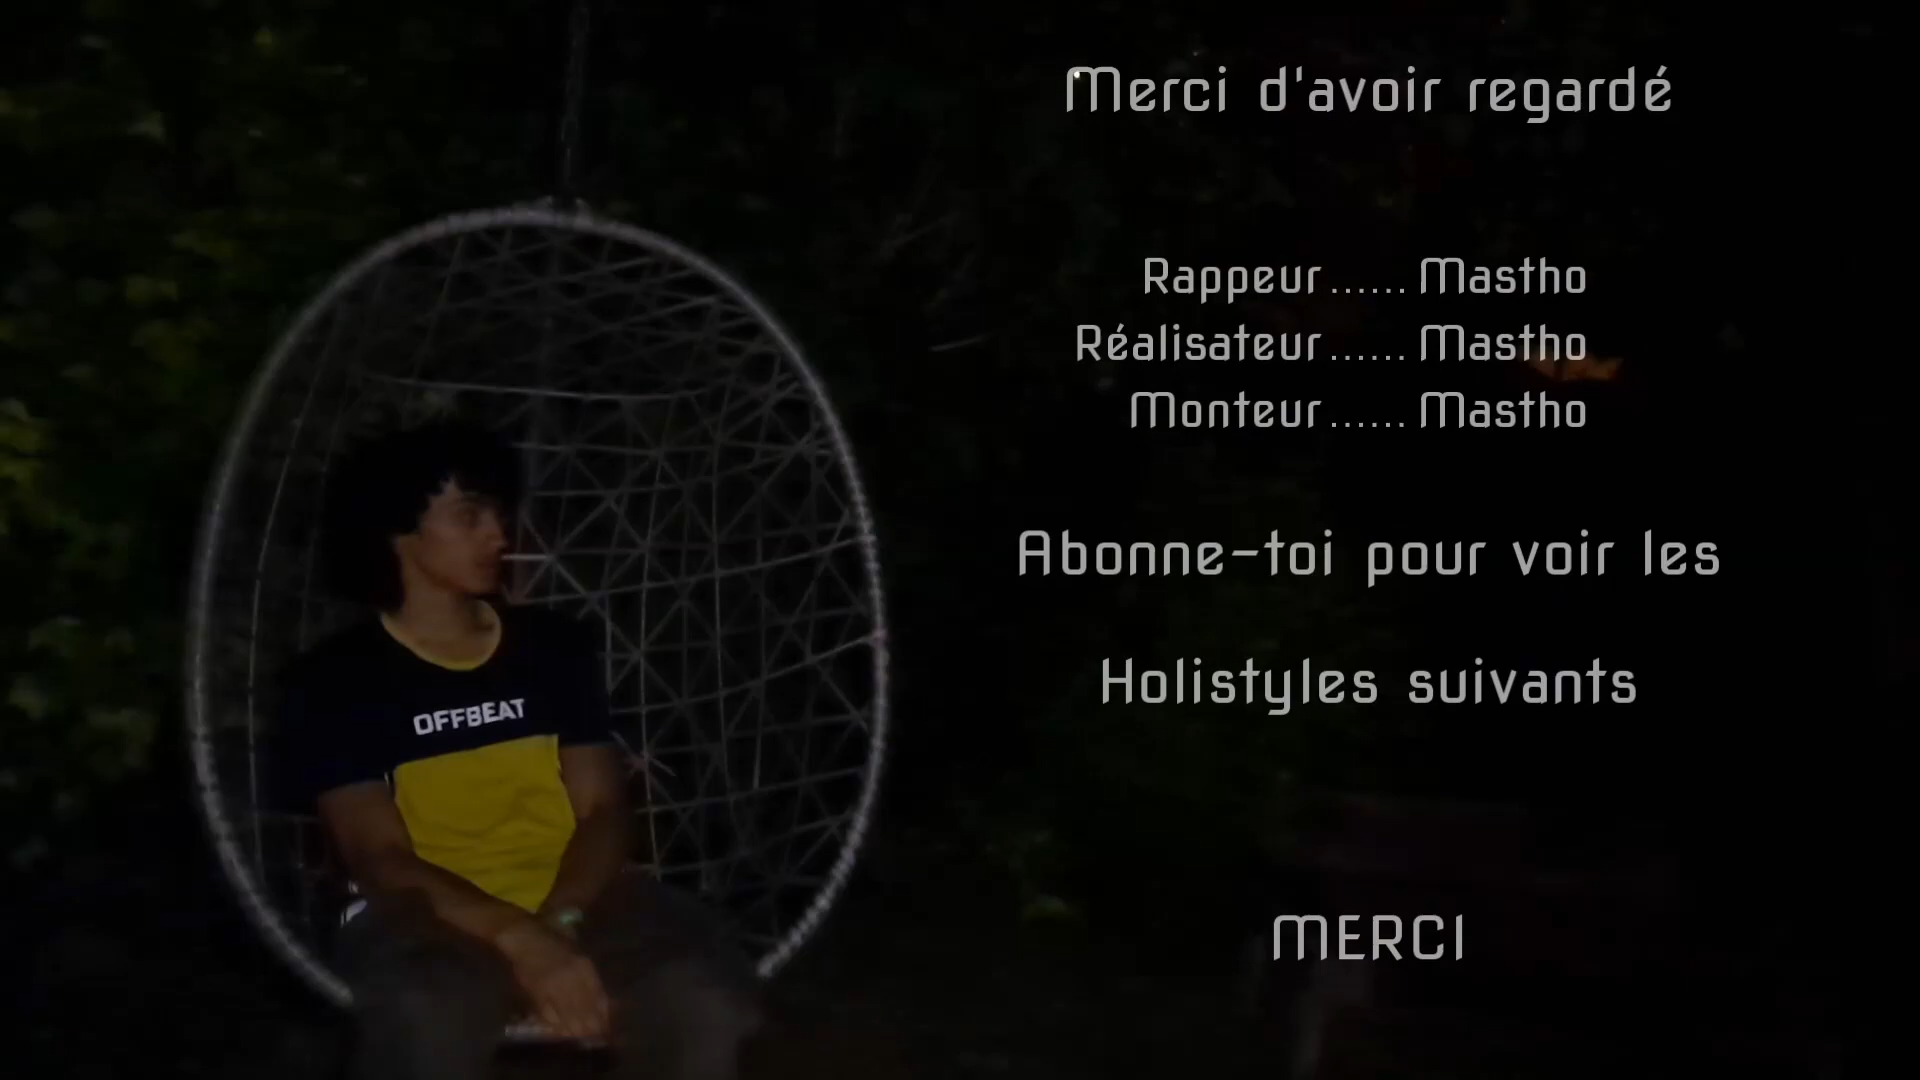 Merci d'avoir regardé
Rappeur...... Mastho
Réalisateur...... Mastho
Monteur...... Mastho
Abonne-toi pour voir les
Holistyles suivants
MERCI
OFFBEAT